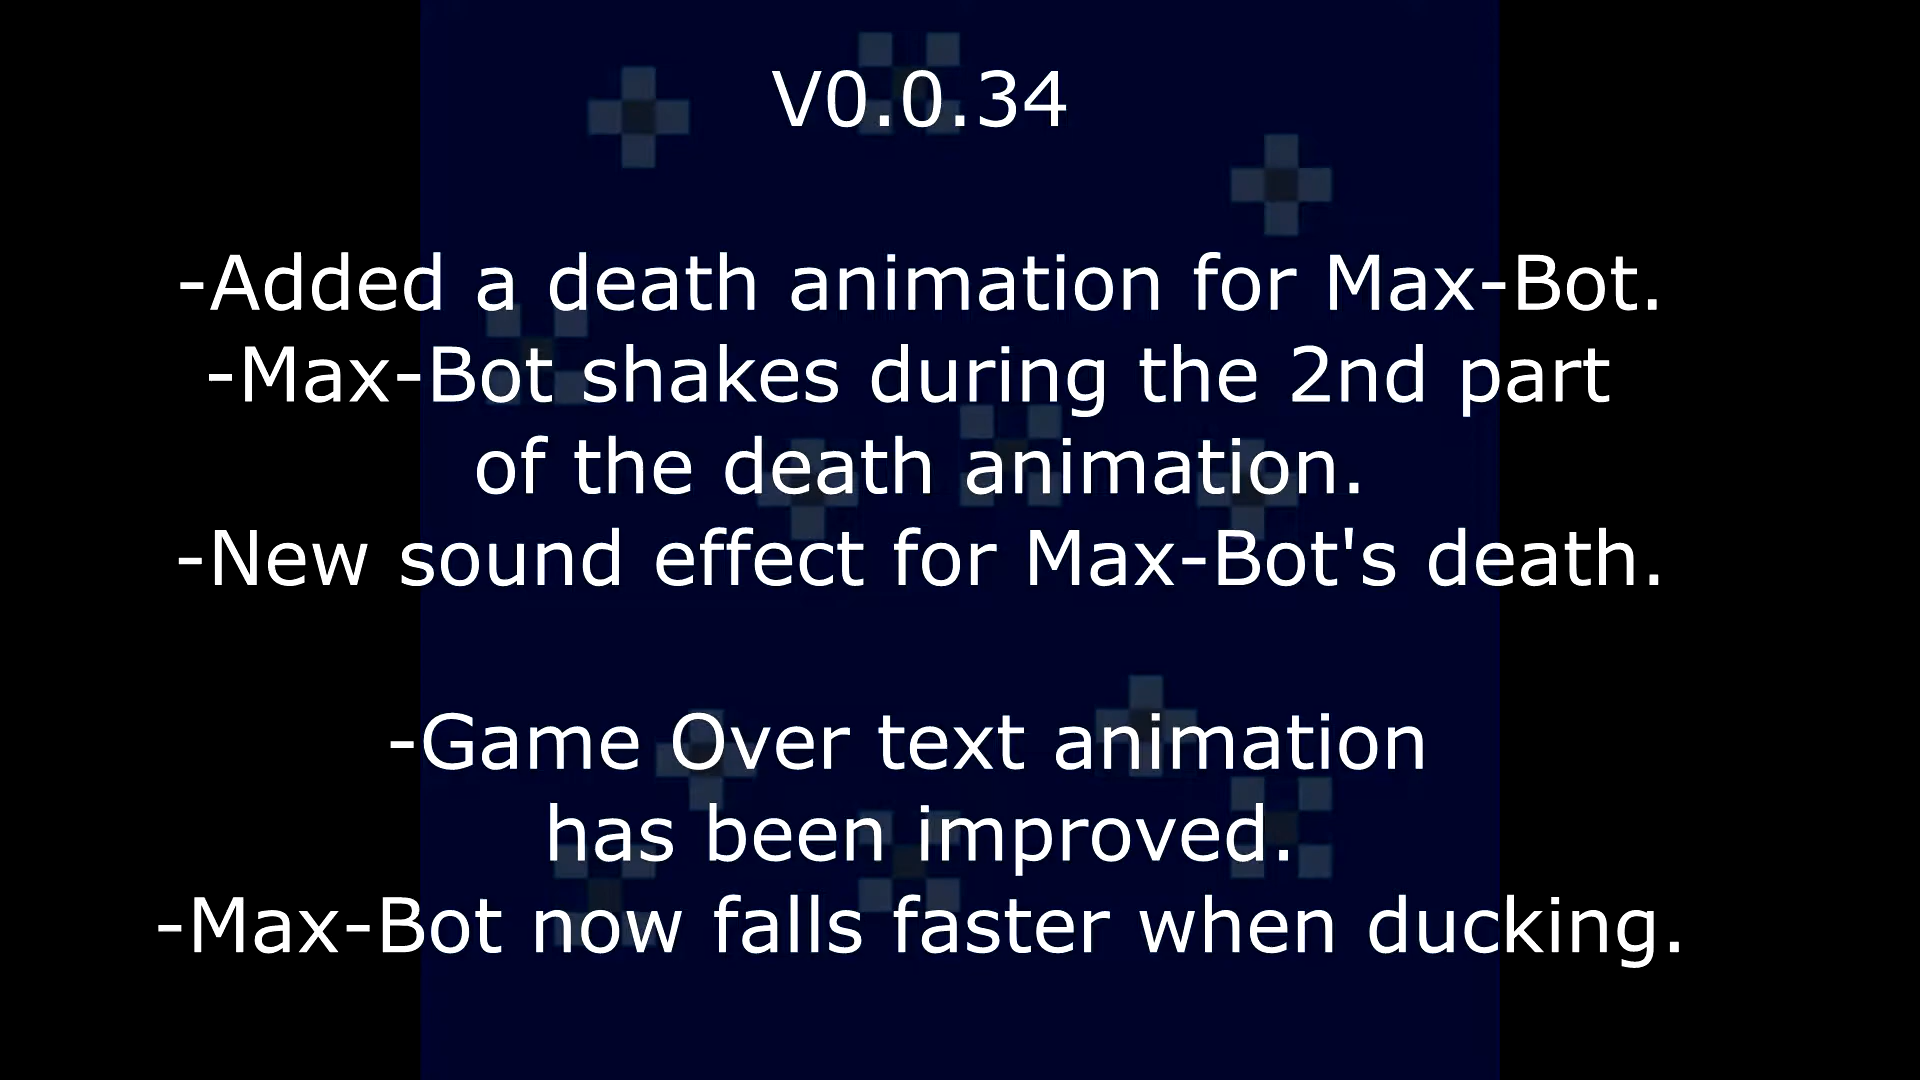 V0.0.34
-Added a death animation for Max-Bot.
-Max-Bot shakes during the 2nd part
of the death animation.
-New sound effect for Max-Bot's death.
-Game Over text animation
has been improved.
-Max-Bot now falls faster when ducking.